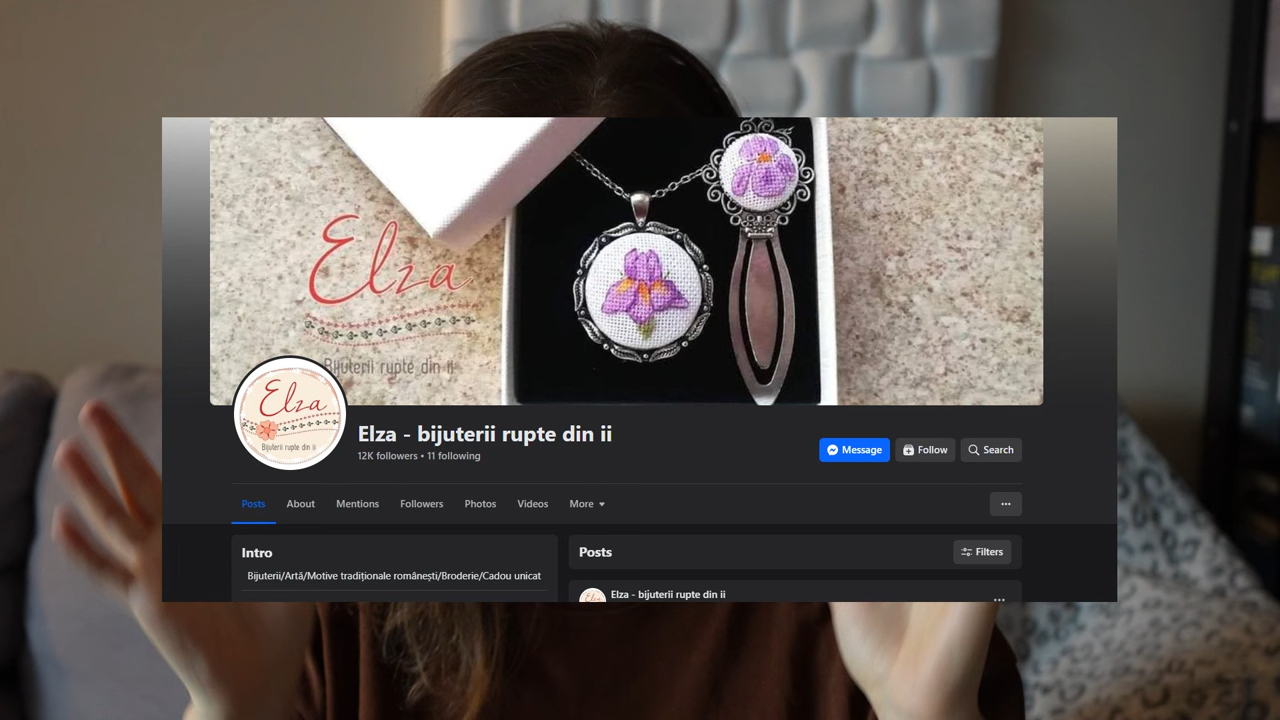 Elza
Bijuterii rupte din ii
Elza
Bijuterii rupte din ii
Elza - bijuterii rupte din ii
12K followers • 11 following
Message
Follow
Search
Posts
About
Mentions
Followers
Photos
Videos
More
Intro
Bijuterii/Artă/Motive tradiționale românești/Broderie/Cadou unicat
Posts
Filters
Elza - bijuterii rupte din ii